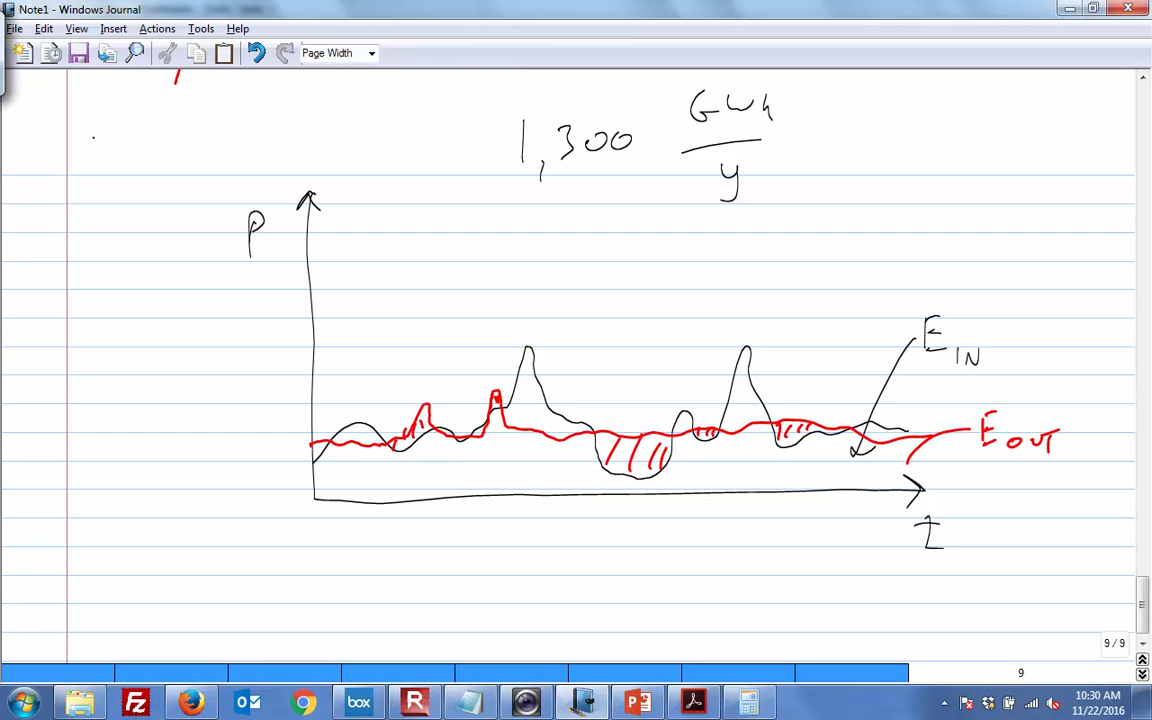 Note1 - Windows Journal
File Edit View Insert Actions Tools Help
Page Width
1,300 GWh
y
P
E IN
E OUT
t
9 / 9
9
box
R
10:30 AM
11/22/2016